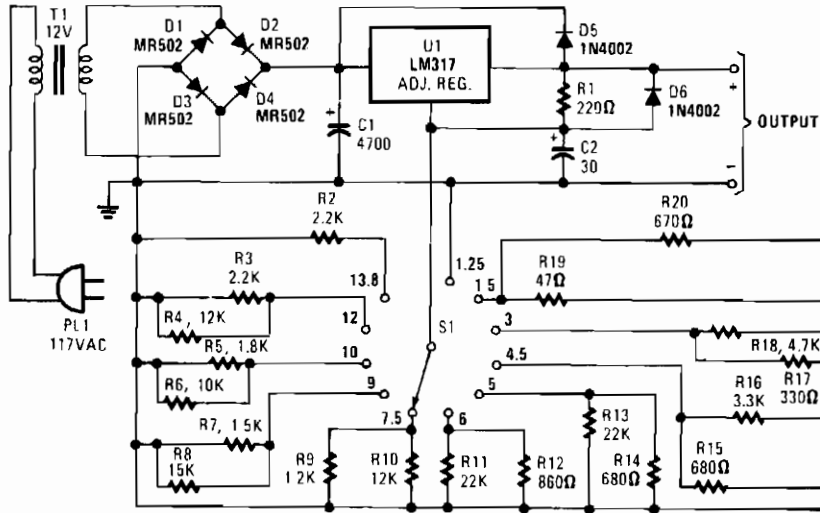 T1
12V
D1
MR502
D2
MR502
D3
MR502
D4
MR502
U1
LM317
ADJ. REG.
D5
1N4002
R1
220Ω
D6
1N4002
+
OUTPUT
+
C1
4700
+
C2
30
R2
2.2K
R20
670Ω
R3
2.2K
13.8
1.25
1 5
R19
47Ω
PL1
117VAC
R4, 12K
12
S1
3
R18, 4.7K
R5, 1.8K
10
4.5
R17
330Ω
R6, 10K
9
5
R16
3.3K
R7, 1 5K
7.5
6
R13
22K
R8
15K
R9
1 2K
R10
12K
R11
22K
R12
860Ω
R14
680Ω
R15
680Ω